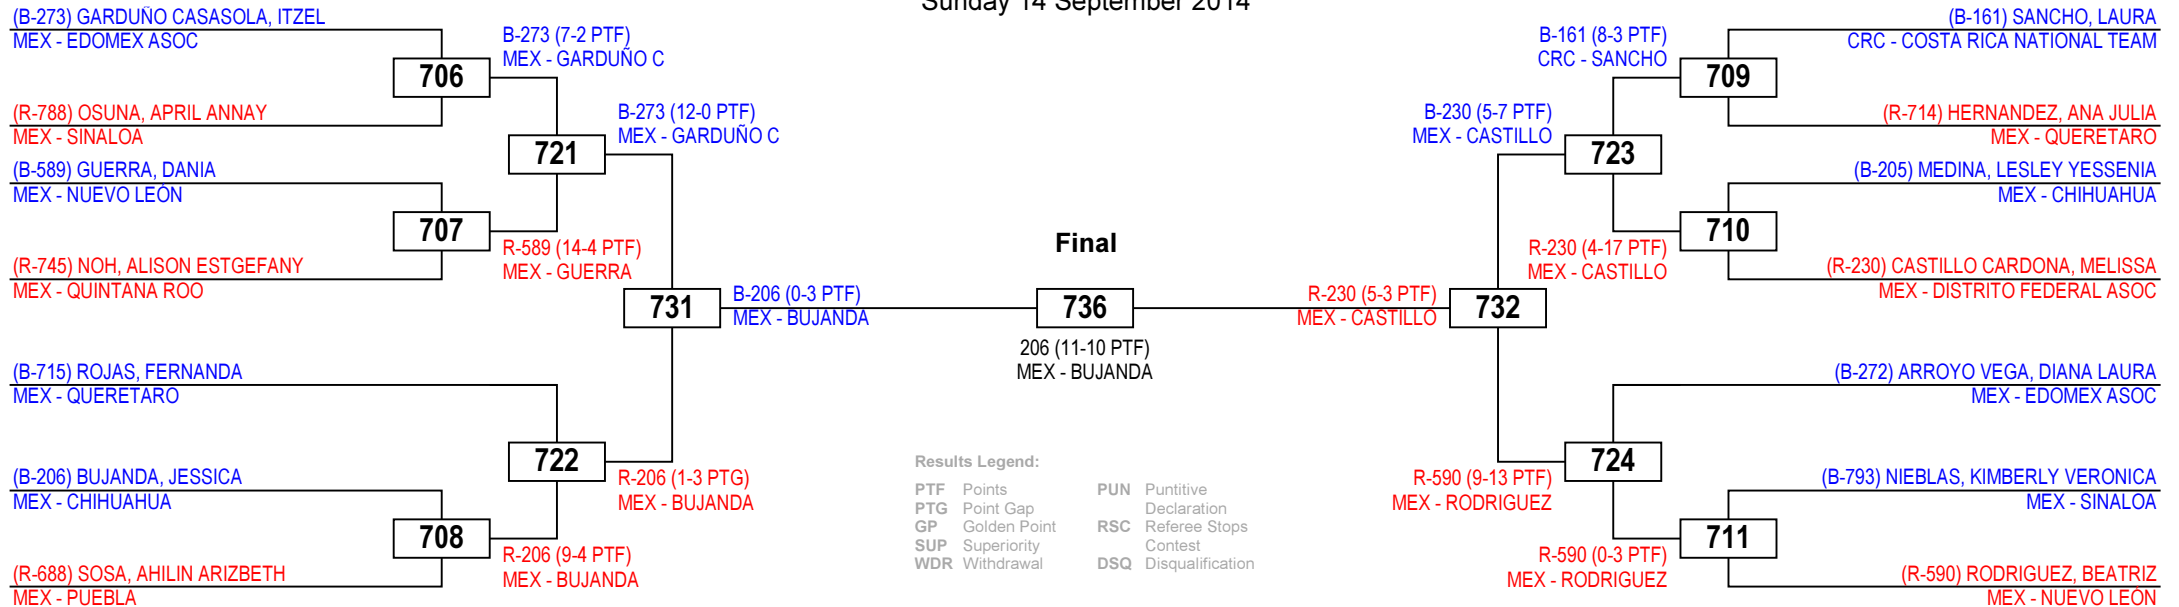 Sunday 14 September 2014
(B-273) GARDUÑO CASASOLA, ITZEL
MEX - EDOMEX ASOC
(R-788) OSUNA, APRIL ANNAY
MEX - SINALOA
(B-589) GUERRA, DANIA
MEX - NUEVO LEÓN
(R-745) NOH, ALISON ESTGEFANY
MEX - QUINTANA ROO
(B-715) ROJAS, FERNANDA
MEX - QUERETARO
(B-206) BUJANDA, JESSICA
MEX - CHIHUAHUA
(R-688) SOSA, AHILIN ARIZBETH
MEX - PUEBLA
706
707
708
B-273 (7-2 PTF)
MEX - GARDUÑO C
R-589 (14-4 PTF)
MEX - GUERRA
R-206 (9-4 PTF)
MEX - BUJANDA
721
722
B-273 (12-0 PTF)
MEX - GARDUÑO C
R-206 (1-3 PTG)
MEX - BUJANDA
731
B-206 (0-3 PTF)
MEX - BUJANDA
Final
736
206 (11-10 PTF)
MEX - BUJANDA
Results Legend:
PTF Points
PTG Point Gap
GP Golden Point
SUP Superiority
WDR Withdrawal
PUN Puntitive
Declaration
RSC Referee Stops
Contest
DSQ Disqualification
R-230 (5-3 PTF)
MEX - CASTILLO
732
B-230 (5-7 PTF)
MEX - CASTILLO
R-590 (9-13 PTF)
MEX - RODRIGUEZ
723
724
B-161 (8-3 PTF)
CRC - SANCHO
R-230 (4-17 PTF)
MEX - CASTILLO
R-590 (0-3 PTF)
MEX - RODRIGUEZ
709
710
711
(B-161) SANCHO, LAURA
CRC - COSTA RICA NATIONAL TEAM
(R-714) HERNANDEZ, ANA JULIA
MEX - QUERETARO
(B-205) MEDINA, LESLEY YESSENIA
MEX - CHIHUAHUA
(R-230) CASTILLO CARDONA, MELISSA
MEX - DISTRITO FEDERAL ASOC
(B-272) ARROYO VEGA, DIANA LAURA
MEX - EDOMEX ASOC
(B-793) NIEBLAS, KIMBERLY VERONICA
MEX - SINALOA
(R-590) RODRIGUEZ, BEATRIZ
MEX - NUEVO LEÓN